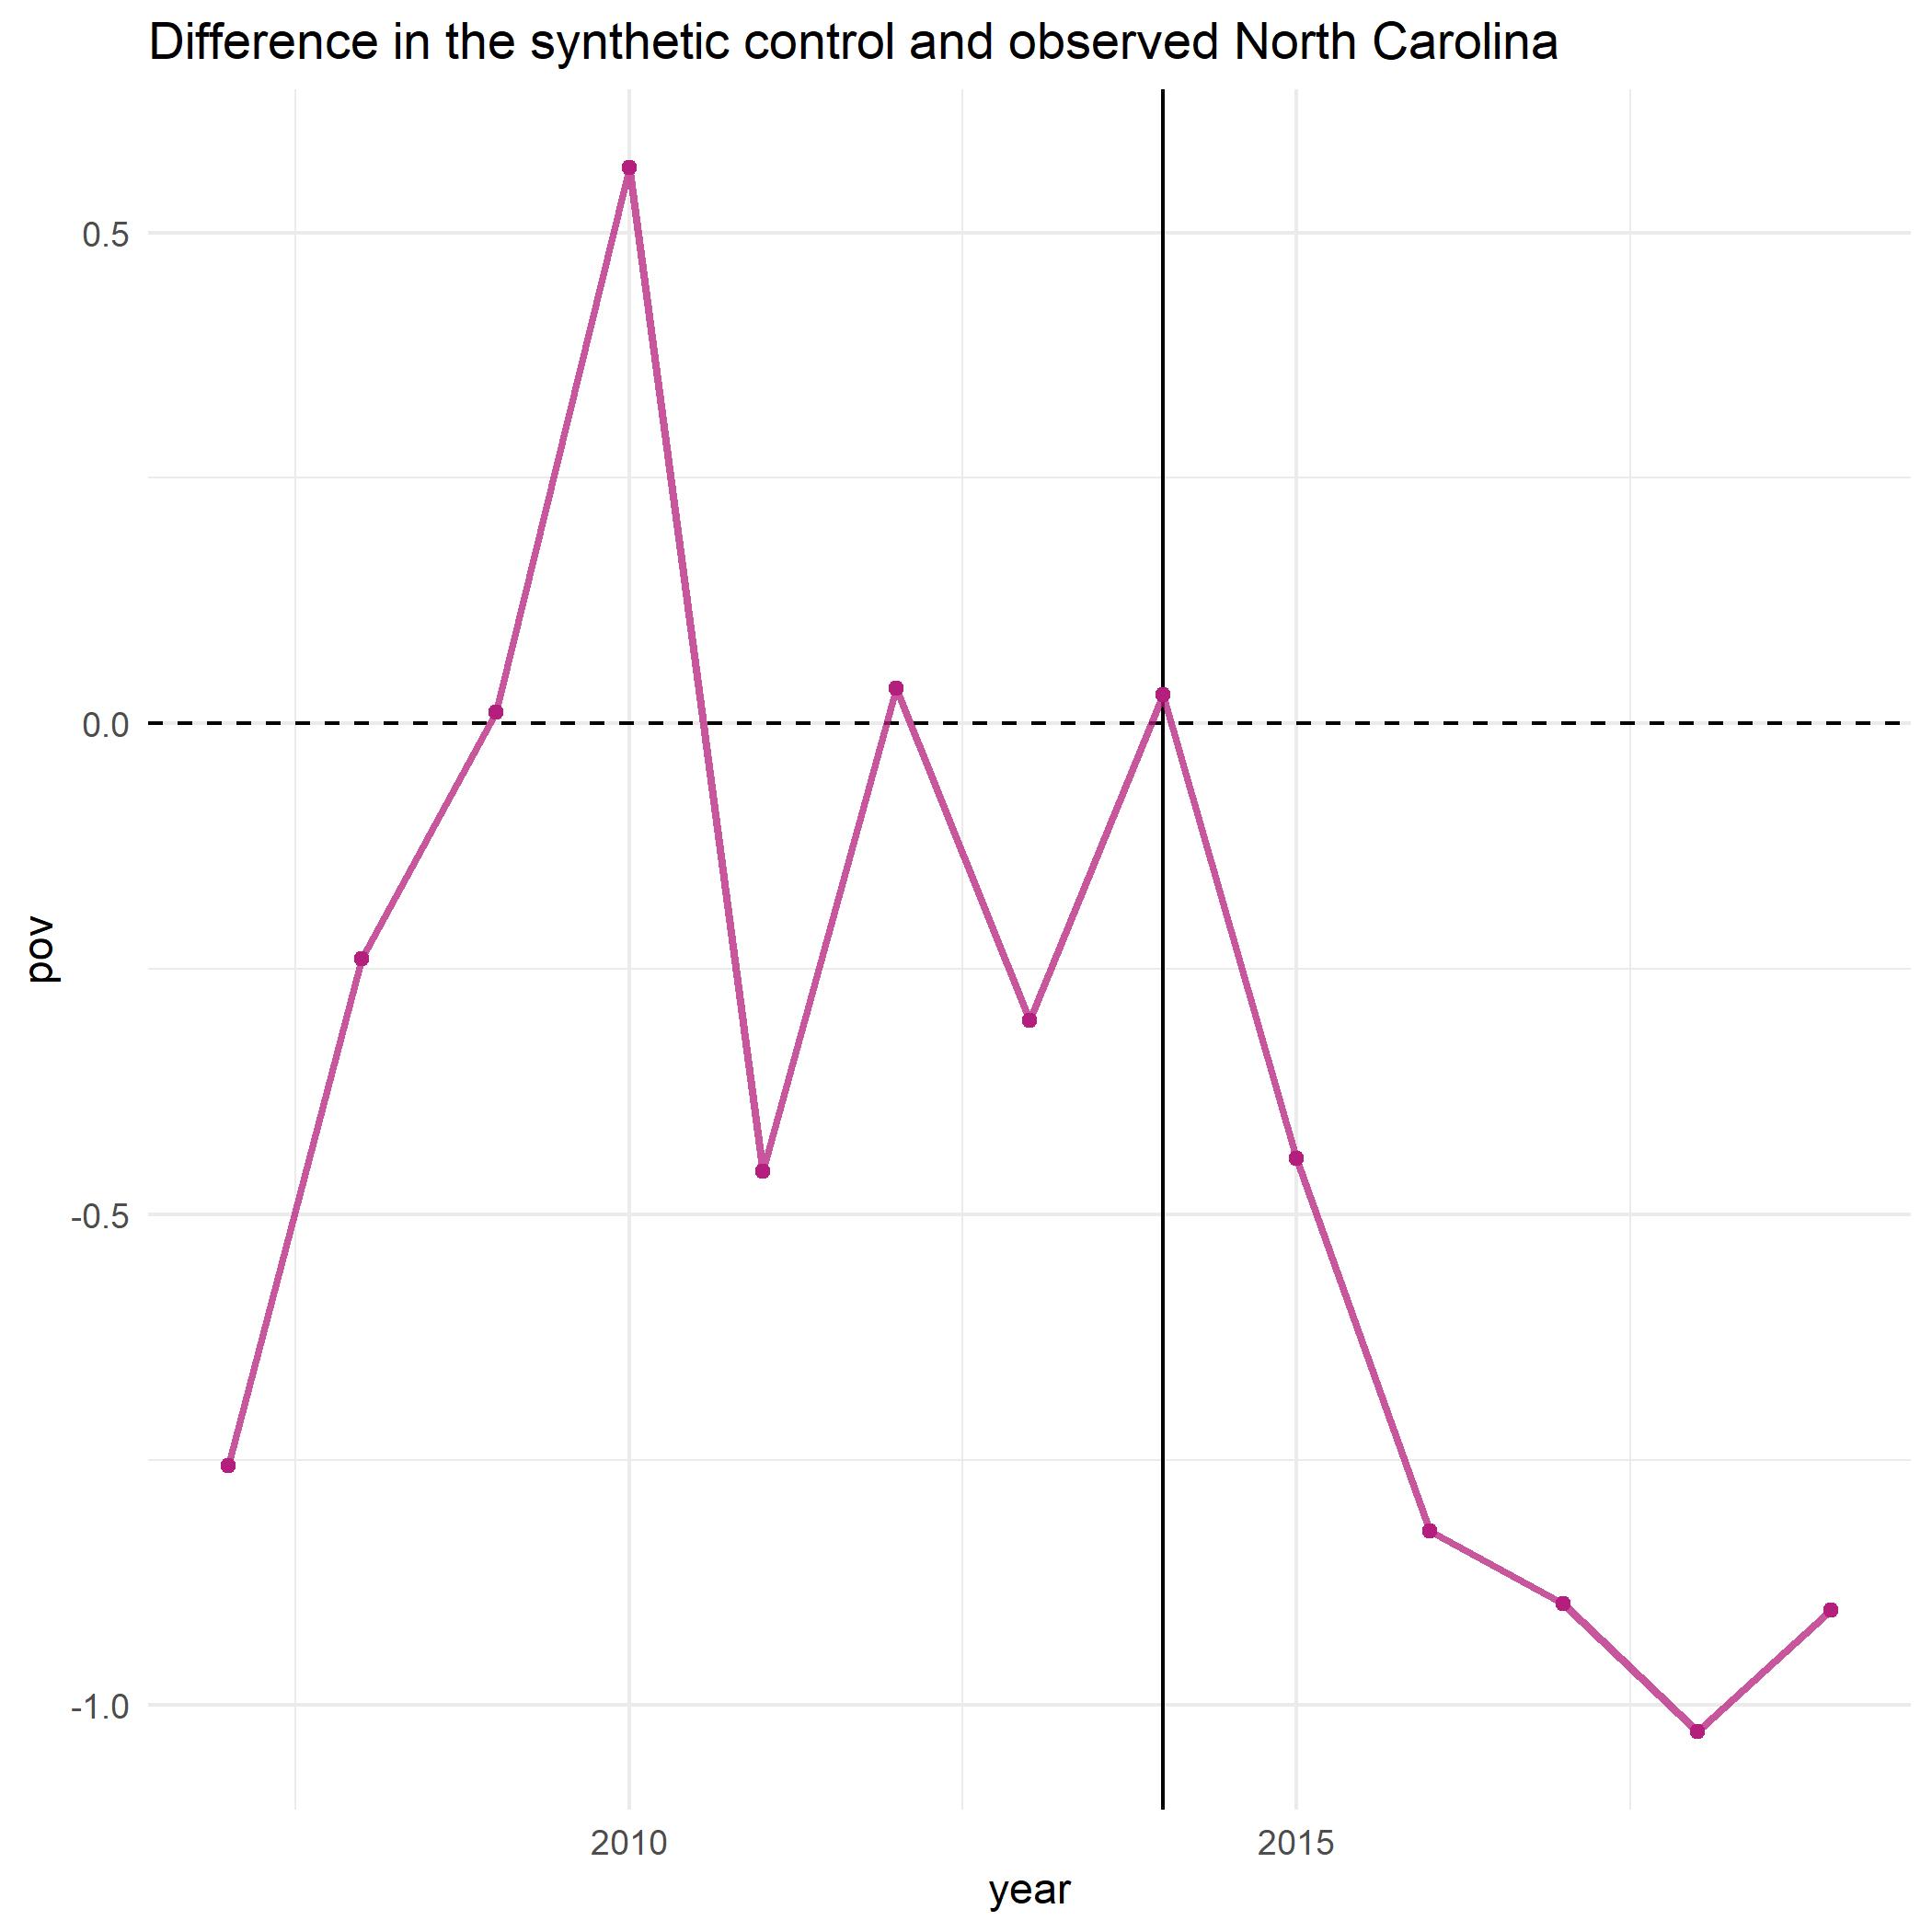 Difference in the synthetic control and observed North Carolina
0.5
0.0
-0.5
-1.0
pov
2010
2015
year